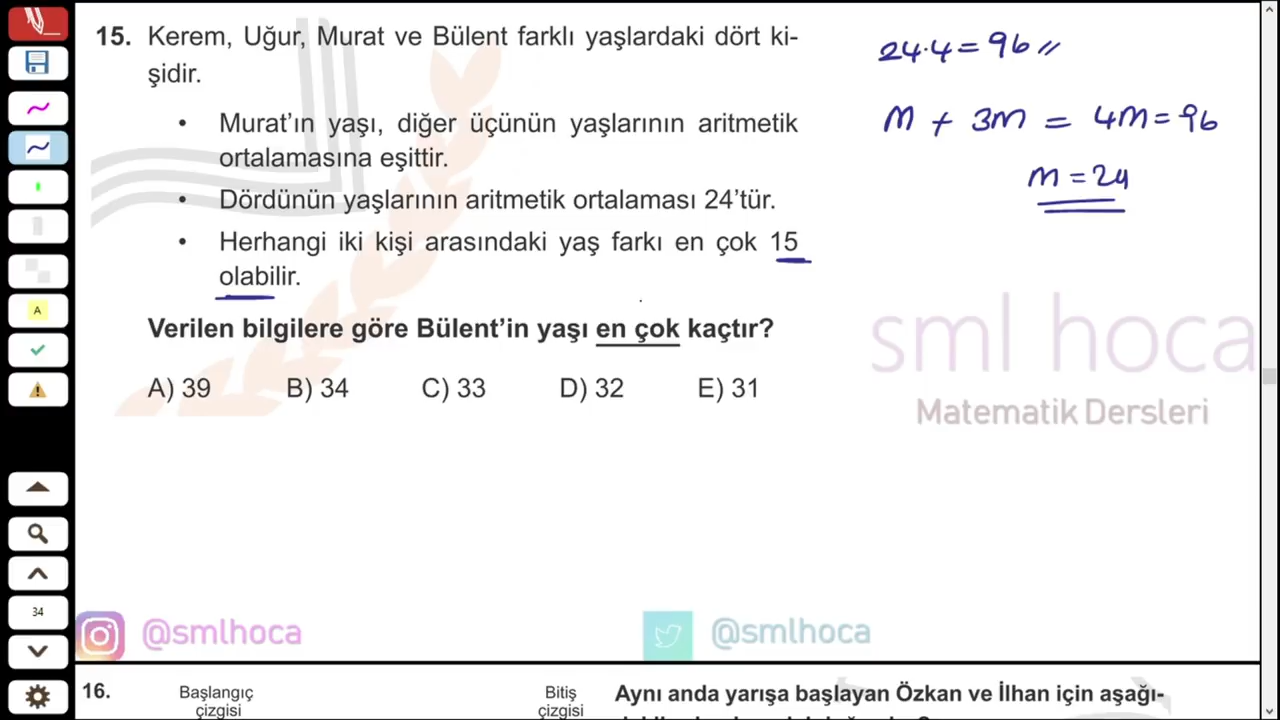 15. Kerem, Uğur, Murat ve Bülent farklı yaşlardaki dört ki-
şidir.
• Murat'ın yaşı, diğer üçünün yaşlarının aritmetik
ortalamasına eşittir.
• Dördünün yaşlarının aritmetik ortalaması 24'tür.
• Herhangi iki kişi arasındaki yaş farkı en çok 15
olabilir.
Verilen bilgilere göre Bülent'in yaşı en çok kaçtır?
A) 39 B) 34 C) 33 D) 32 E) 31
24·4=96 //
M + 3M = 4M = 96
M = 24
sml hoca
Matematik Dersleri
A
34
@smlhoca
@smlhoca
16.
Başlangıç
çizgisi
Bitiş
çizgisi
Aynı anda yarışa başlayan Özkan ve İlhan için aşağı-